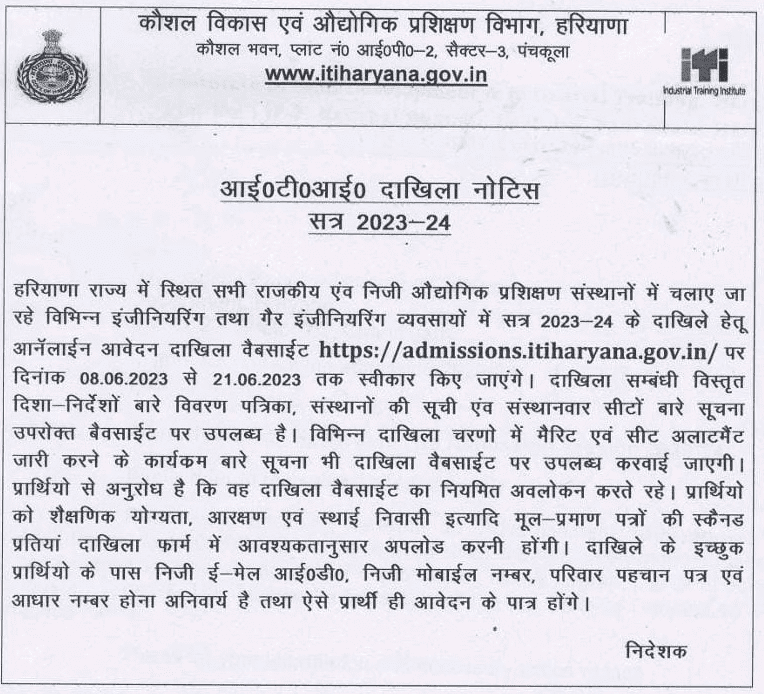 कौशल विकास एवं औद्योगिक प्रशिक्षण विभाग, हरियाणा
कौशल भवन, प्लाट नं0 आई0पी0–2, सैक्टर–3, पंचकूला
www.itiharyana.gov.in
iTi
Industrial Training Institute
आई0टी0आई0 दाखिला नोटिस
सत्र 2023–24
हरियाणा राज्य में स्थित सभी राजकीय एंव निजी औद्योगिक प्रशिक्षण संस्थानों में चलाए जा
रहे विभिन्न इंजीनियरिंग तथा गैर इंजीनियरिंग व्यवसायों में सत्र 2023–24 के दाखिले हेतू
आनॅलाईन आवेदन दाखिला वैबसाईट https://admissions.itiharyana.gov.in/ पर
दिनांक 08.06.2023 से 21.06.2023 तक स्वीकार किए जाएंगे। दाखिला सम्बंधी विस्तृत
दिशा–निर्देशों बारे विवरण पत्रिका, संस्थानों की सूची एंव संस्थानवार सीटों बारे सूचना
उपरोक्त बैवसाईट पर उपलब्ध है। विभिन्न दाखिला चरणो में मैरिट एवं सीट अलाटमैंट
जारी करने के कार्यकम बारे सूचना भी दाखिला वैबसाईट पर उपलब्ध करवाई जाएगी।
प्रार्थियो से अनुरोध है कि वह दाखिला वैबसाईट का नियमित अवलोकन करते रहे। प्रार्थियो
को शैक्षणिक योग्यता, आरक्षण एवं स्थाई निवासी इत्यादि मूल–प्रमाण पत्रों की स्कैनड
प्रतियां दाखिला फार्म में आवश्यकतानुसार अपलोड करनी होंगी। दाखिले के इच्छुक
प्रार्थियो के पास निजी ई–मेल आई0डी0, निजी मोबाईल नम्बर, परिवार पहचान पत्र एवं
आधार नम्बर होना अनिवार्य है तथा ऐसे प्रार्थी ही आवेदन के पात्र होंगे।
निदेशक